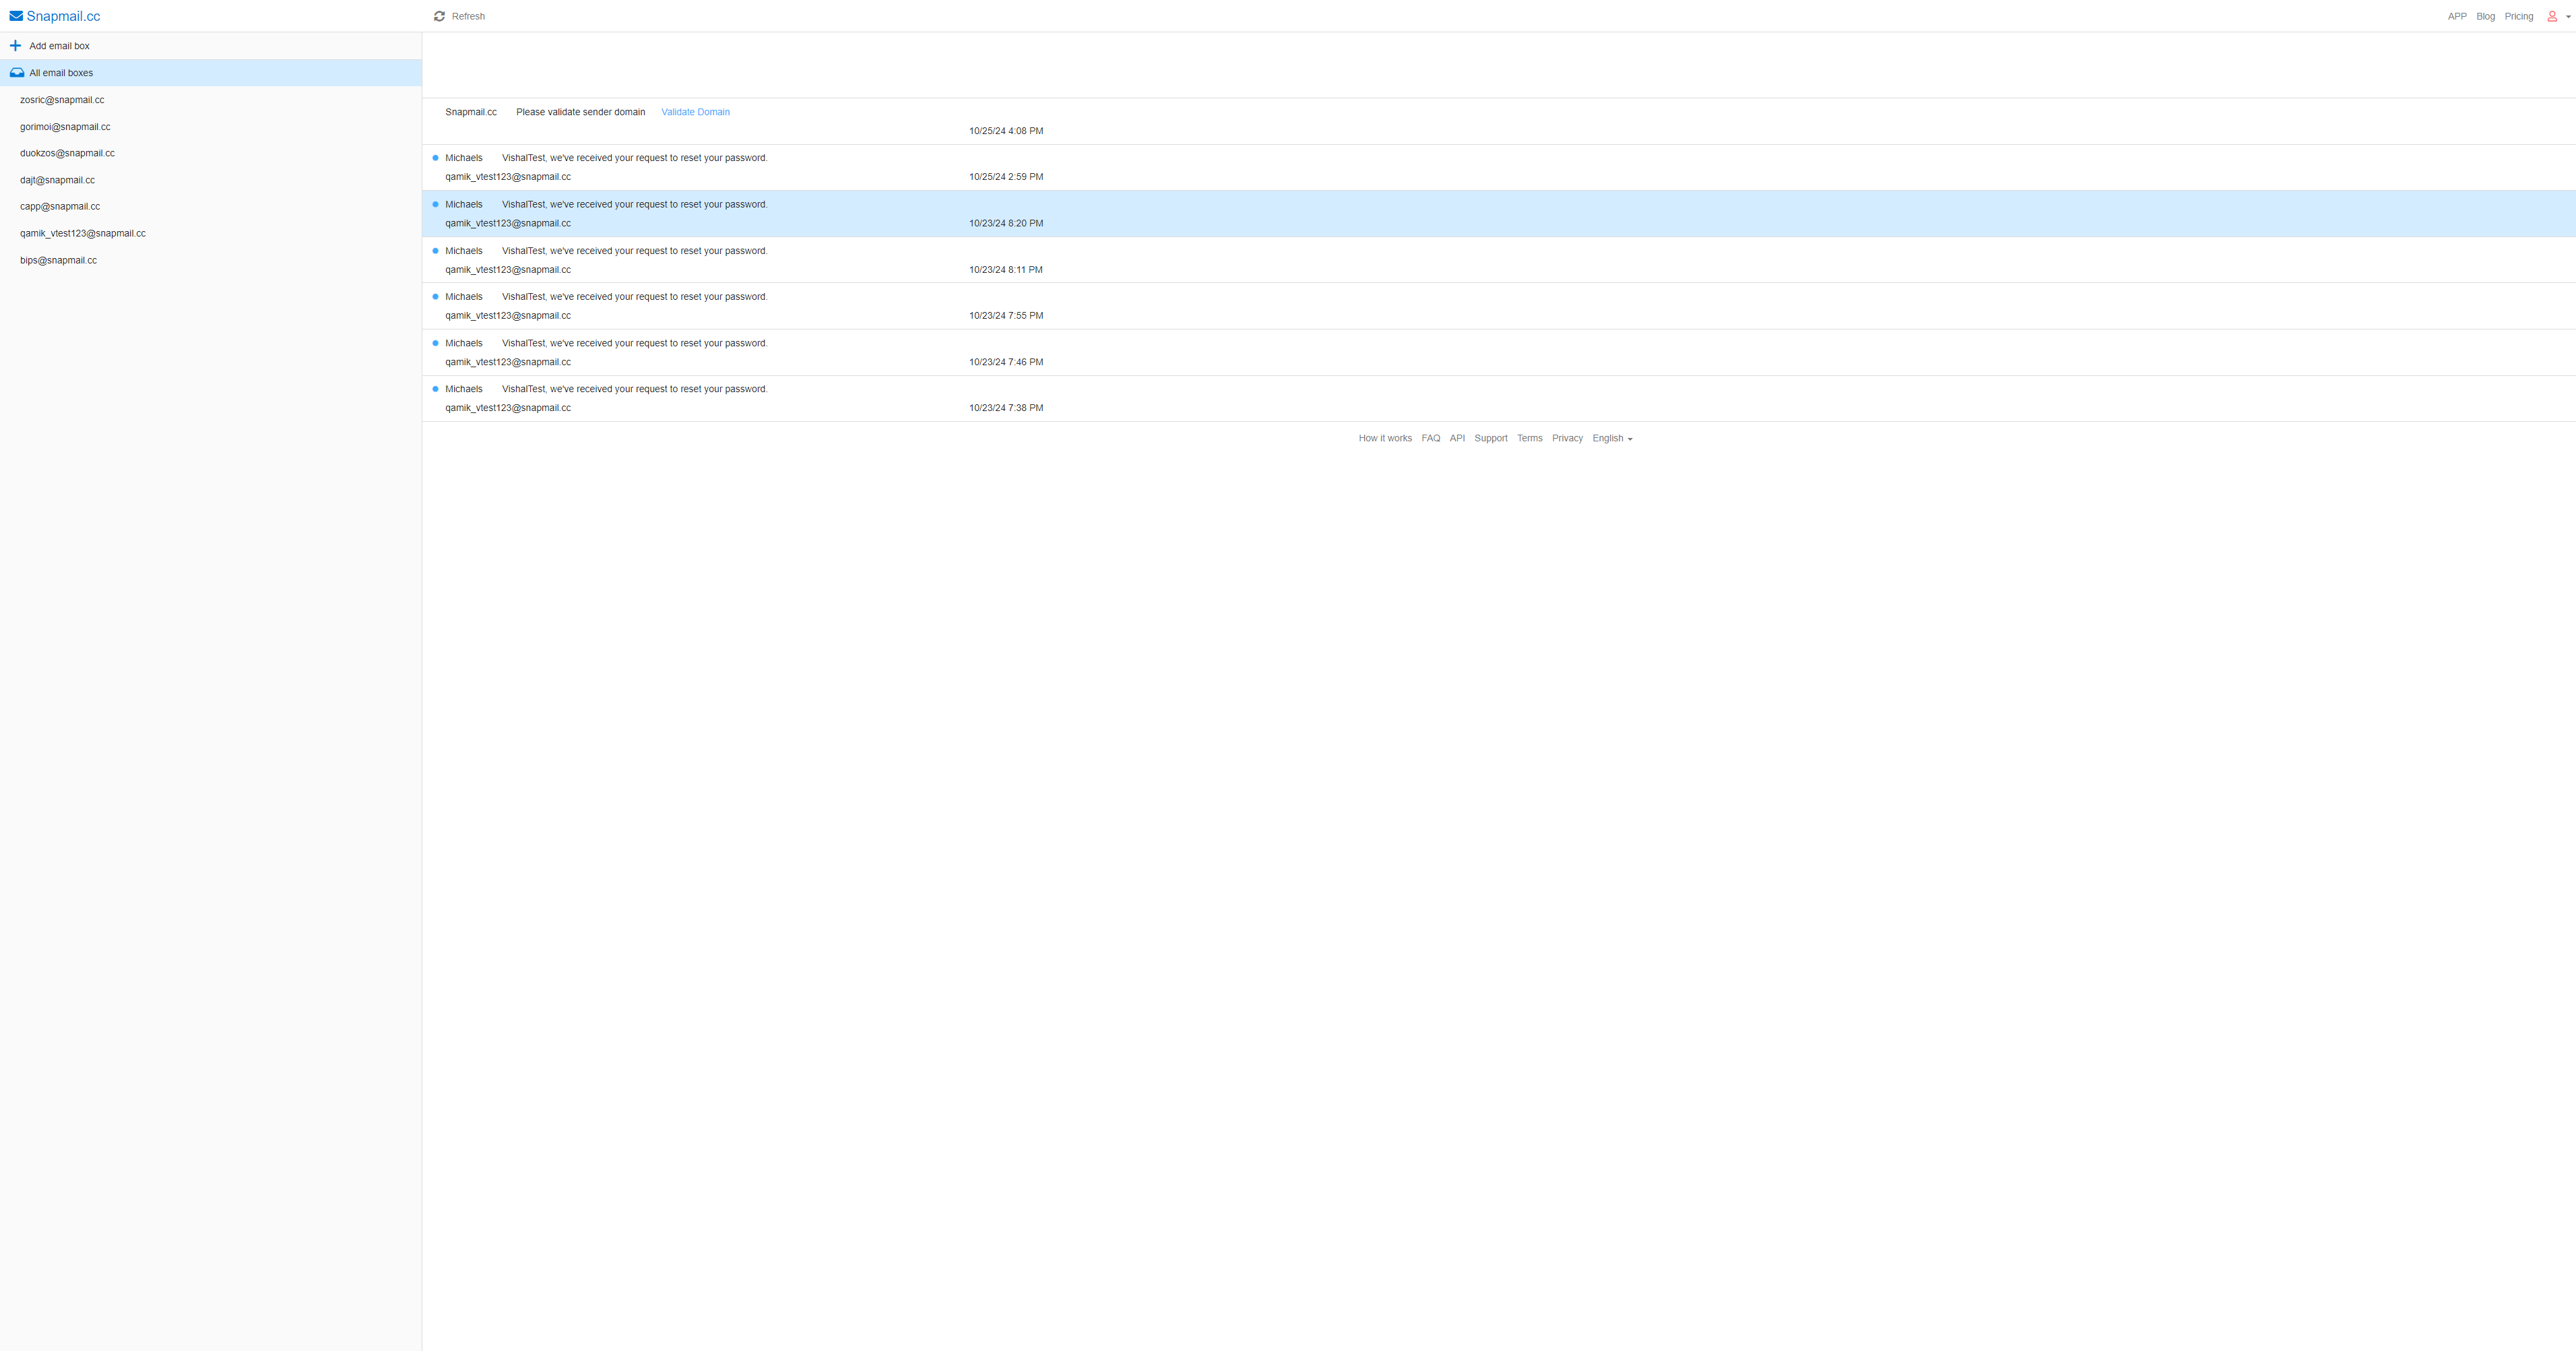 Snapmail.cc
Refresh
APP Blog Pricing
Add email box
All email boxes
zosric@snapmail.cc
gorimoi@snapmail.cc
duokzos@snapmail.cc
dajt@snapmail.cc
capp@snapmail.cc
qamik_vtest123@snapmail.cc
bips@snapmail.cc
Snapmail.cc Please validate sender domain Validate Domain
10/25/24 4:08 PM
Michaels VishalTest, we've received your request to reset your password.
qamik_vtest123@snapmail.cc 10/25/24 2:59 PM
Michaels VishalTest, we've received your request to reset your password.
qamik_vtest123@snapmail.cc 10/23/24 8:20 PM
Michaels VishalTest, we've received your request to reset your password.
qamik_vtest123@snapmail.cc 10/23/24 8:11 PM
Michaels VishalTest, we've received your request to reset your password.
qamik_vtest123@snapmail.cc 10/23/24 7:55 PM
Michaels VishalTest, we've received your request to reset your password.
qamik_vtest123@snapmail.cc 10/23/24 7:46 PM
Michaels VishalTest, we've received your request to reset your password.
qamik_vtest123@snapmail.cc 10/23/24 7:38 PM
How it works FAQ API Support Terms Privacy English